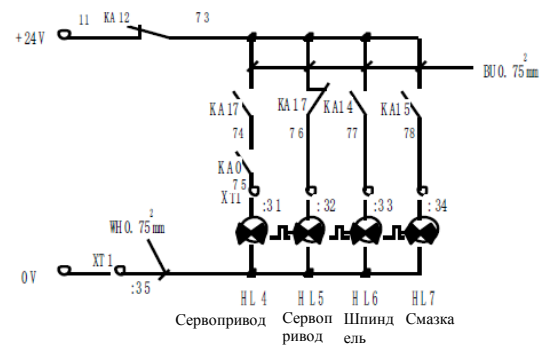 11 KA12 73
+24V
BU0.75mm²
KA17 KA17 KA14 KA15
74 76 77 78
KA0
75
XT1 :31 :32 :33 :34
WH0.75mm²
XT1
0V
:35
HL4 HL5 HL6 HL7
Сервопривод Сервоп Шпинд Смазка
ривод ель